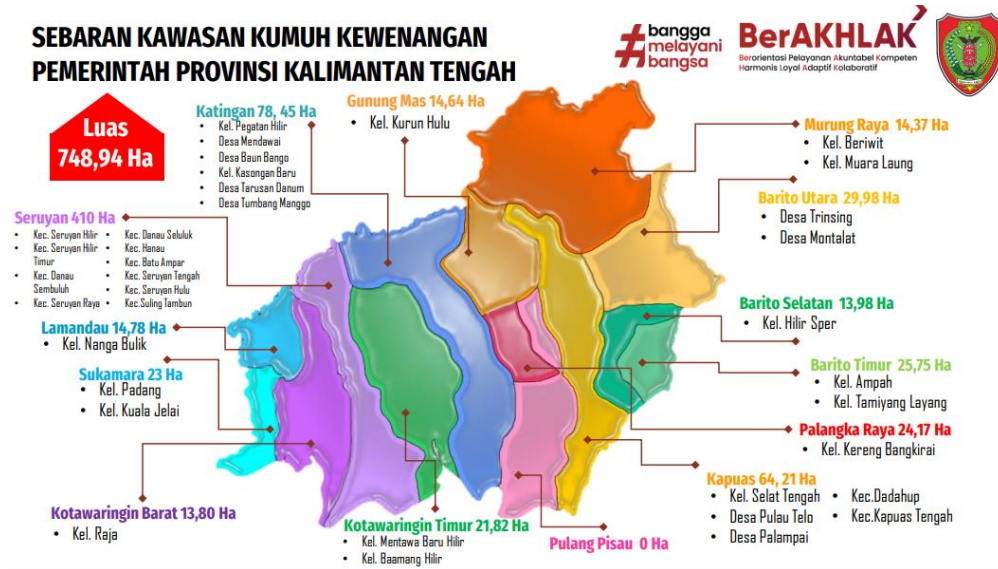 SEBARAN KAWASAN KUMUH KEWENANGAN
PEMERINTAH PROVINSI KALIMANTAN TENGAH
# bangga
melayani
bangsa
BerAKHLAK
Berorientasi Pelayanan Akuntabel Kompeten
Harmonis Loyal Adaptif Kolaboratif
Luas
748,94 Ha
Katingan 78, 45 Ha
• Kel. Pegatan Hilir
• Desa Mendawai
• Desa Baun Bango
• Kel. Kasongan Baru
• Desa Tarusan Danum
• Desa Tumbang Manggo
Gunung Mas 14,64 Ha
• Kel. Kurun Hulu
Murung Raya 14,37 Ha
• Kel. Beriwit
• Kel. Muara Laung
Barito Utara 29,98 Ha
• Desa Trinsing
• Desa Montalat
Seruyan 410 Ha
• Kec. Seruyan Hilir
• Kec. Seruyan Hilir
Timur
• Kec. Danau
Sembuluh
• Kec. Seruyan Raya
• Kec. Danau Seluluk
• Kec. Hanau
• Kec. Batu Ampar
• Kec. Seruyan Tengah
• Kec. Seruyan Hulu
• Kec.Suling Tambun
Barito Selatan 13,98 Ha
• Kel. Hilir Sper
Lamandau 14,78 Ha
• Kel. Nanga Bulik
Sukamara 23 Ha
• Kel. Padang
• Kel. Kuala Jelai
Barito Timur 25,75 Ha
• Kel. Ampah
• Kel. Tamiyang Layang
Palangka Raya 24,17 Ha
• Kel. Kereng Bangkirai
Kapuas 64, 21 Ha
• Kel. Selat Tengah
• Desa Pulau Telo
• Desa Palampai
• Kec.Dadahup
• Kec.Kapuas Tengah
Kotawaringin Barat 13,80 Ha
• Kel. Raja
Kotawaringin Timur 21,82 Ha
• Kel. Mentawa Baru Hilir
• Kel. Baamang Hilir
Pulang Pisau 0 Ha